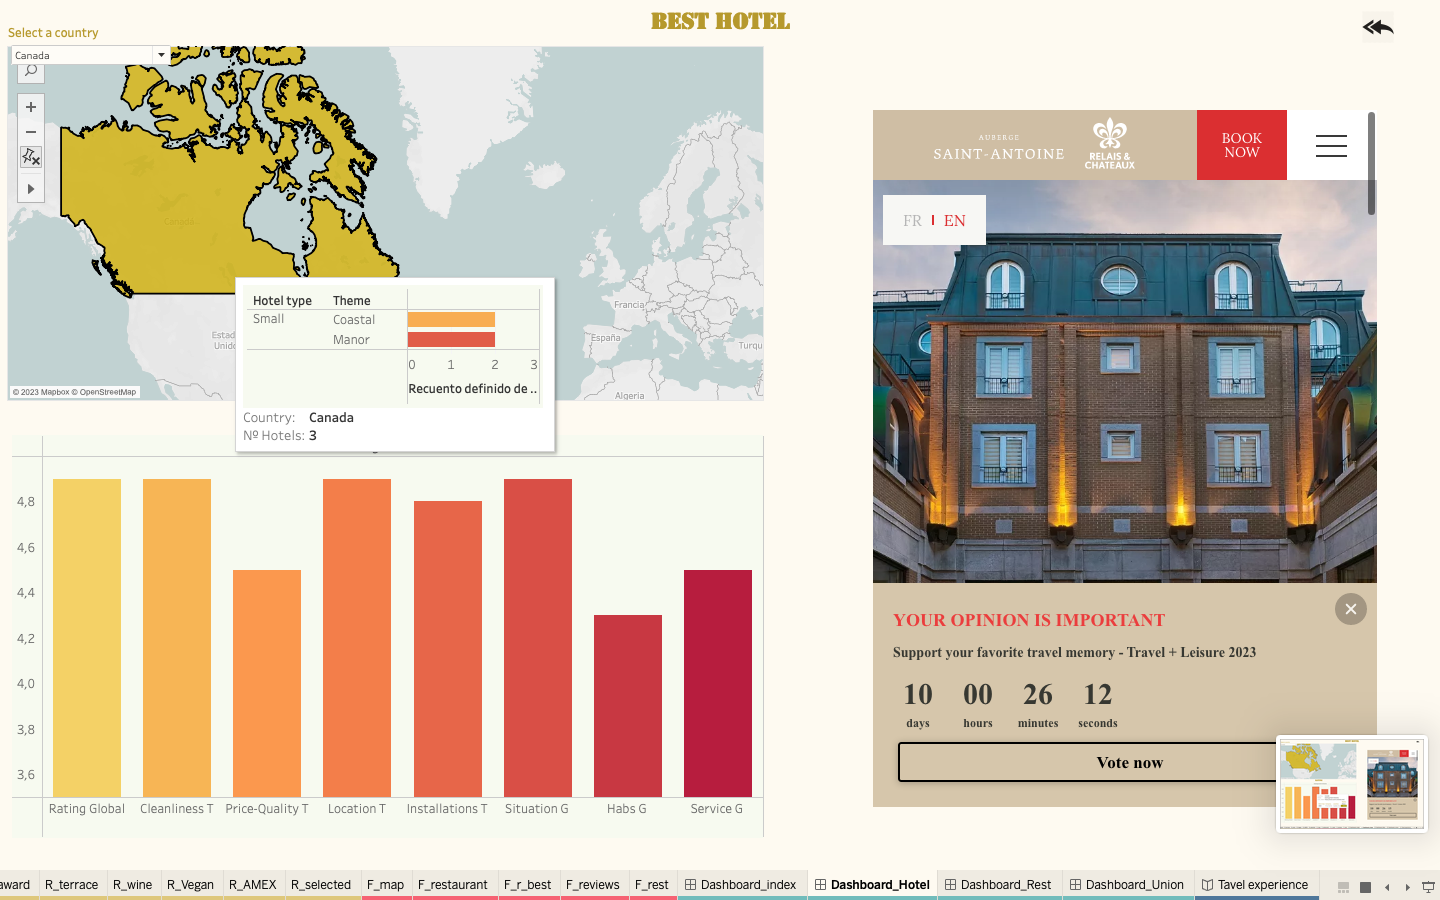 BEST HOTEL
Select a country
Canada
Canada
Estad
Unido
Francia
España
Turqu
Algeria
© 2023 Mapbox © OpenStreetMap
Hotel type Theme
Small Coastal
Manor
0 1 2 3
Recuento definido de ..
Country: Canada
Nº Hotels: 3
4,8
4,6
4,4
4,2
4,0
3,8
3,6
Rating Global Cleanliness T Price-Quality T Location T Installations T Situation G Habs G Service G
AUBERGE
SAINT-ANTOINE
RELAIS &
CHATEAUX
BOOK
NOW
FR EN
YOUR OPINION IS IMPORTANT
Support your favorite travel memory - Travel + Leisure 2023
10 00 26 12
days hours minutes seconds
Vote now
award R_terrace R_wine R_Vegan R_AMEX R_selected F_map F_restaurant F_r_best F_reviews F_rest Dashboard_index Dashboard_Hotel Dashboard_Rest Dashboard_Union Tavel experience